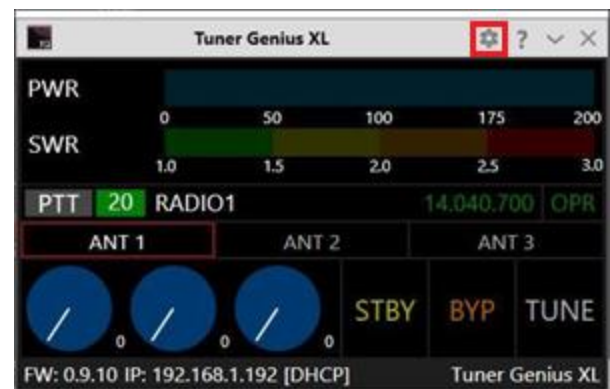 Tuner Genius XL ?
PWR
0 50 100 175 200
SWR
1.0 1.5 2.0 2.5 3.0
PTT 20 RADIO1 14.040.700 OPR
ANT 1 ANT 2 ANT 3
0 0 0 STBY BYP TUNE
FW: 0.9.10 IP: 192.168.1.192 [DHCP] Tuner Genius XL